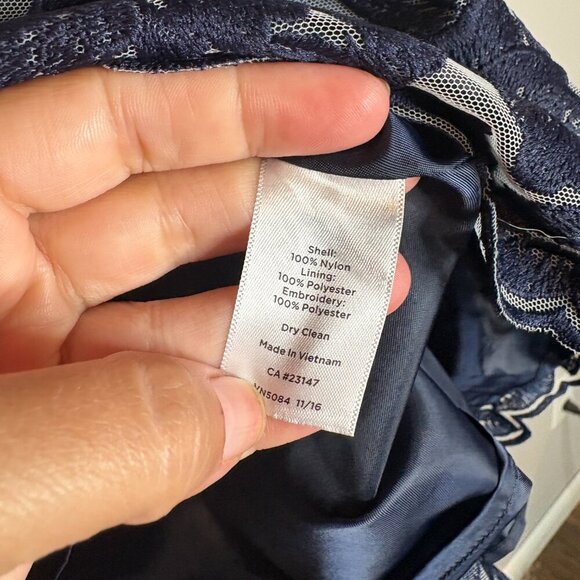 Shell:
100% Nylon
Lining:
100% Polyester
Embroidery:
100% Polyester
Dry Clean
Made In Vietnam
CA #23147
VN5084 11/16